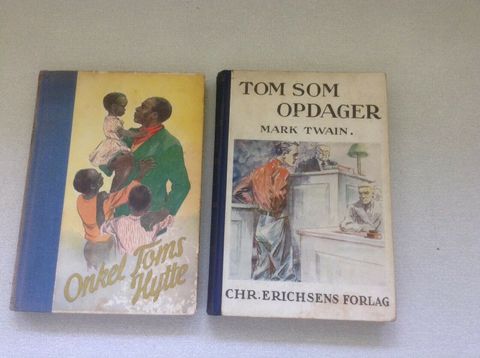 Onkel Toms
Hytte
TOM SOM
OPDAGER
MARK TWAIN.
CHR. ERICHSENS FORLAG